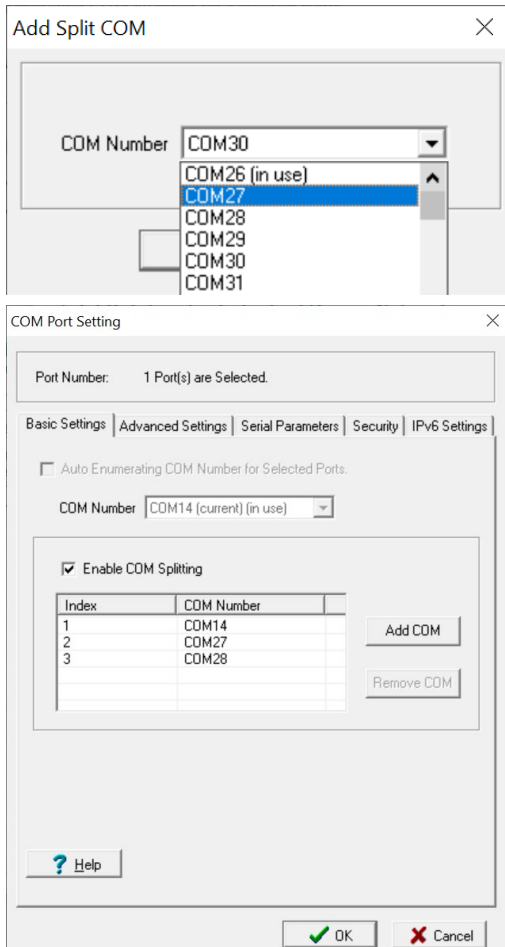 Add Split COM
COM Number COM30
COM26 (in use)
COM27
COM28
COM29
COM30
COM31
COM Port Setting
Port Number: 1 Port(s) are Selected.
Basic Settings Advanced Settings Serial Parameters Security IPv6 Settings
Auto Enumerating COM Number for Selected Ports.
COM Number COM14 (current) (in use)
Enable COM Splitting
Index COM Number
1 COM14
2 COM27
3 COM28
Add COM
Remove COM
? Help
OK Cancel